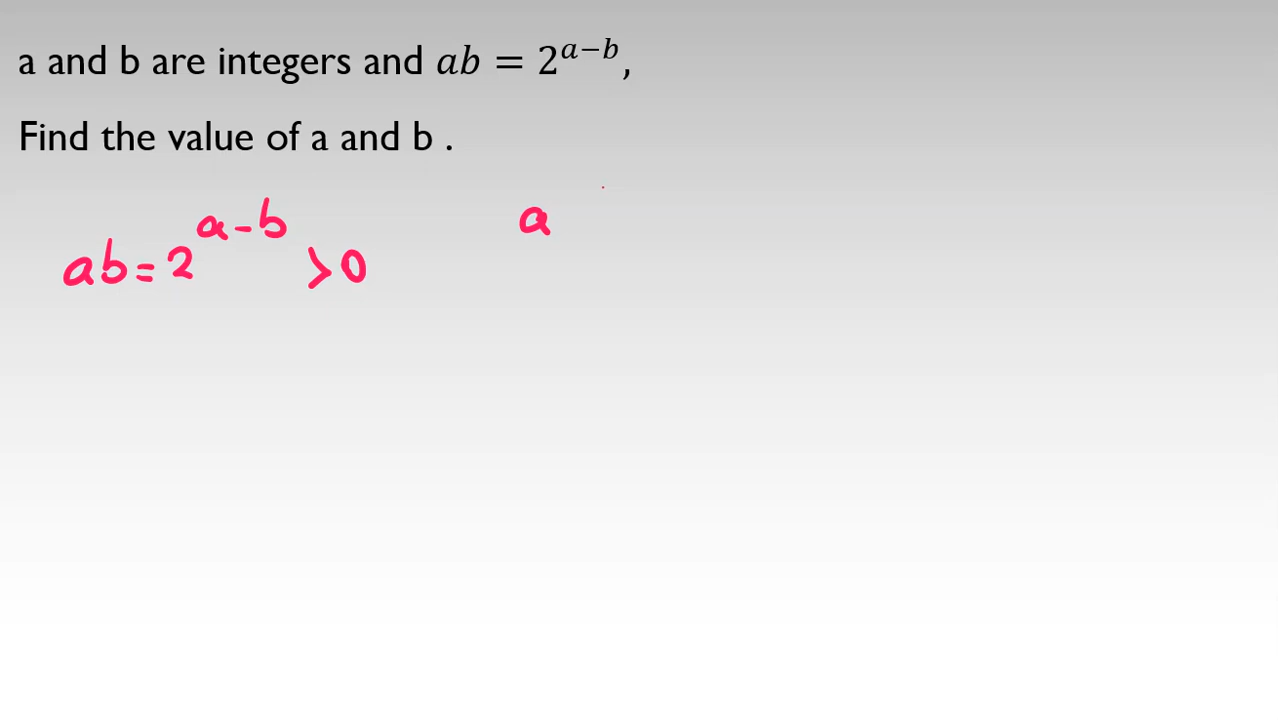 a and b are integers and 𝑎𝑏 = 2^{𝑎−𝑏},
Find the value of a and b .
ab = 2^{a-b} > 0
a